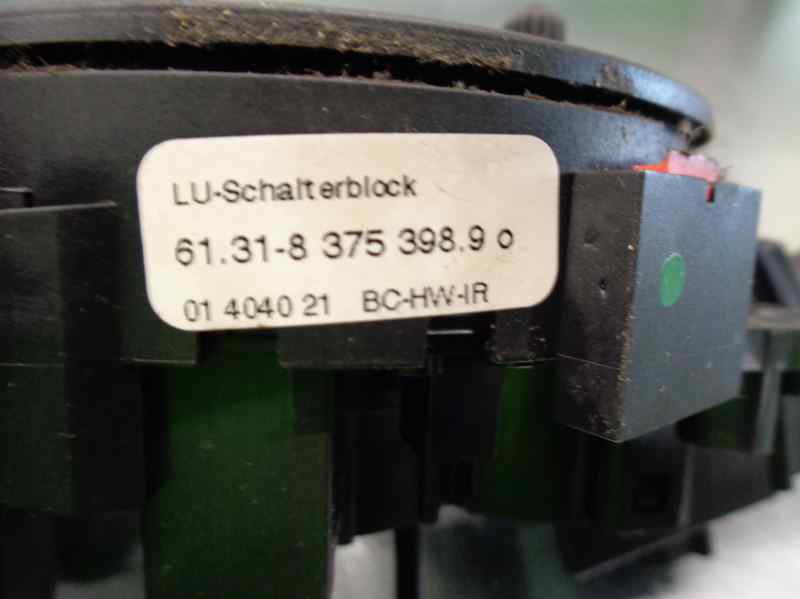 LU-Schalterblock
61.31-8 375 398.9 o
01 4040 21 BC-HW-IR